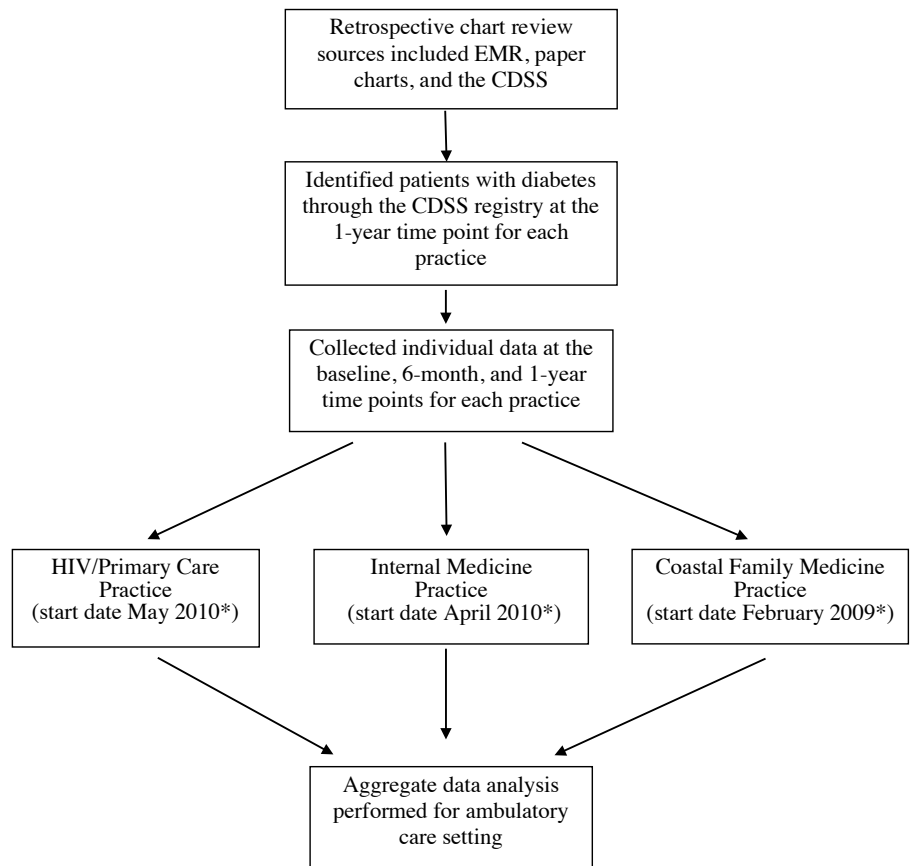 Retrospective chart review
sources included EMR, paper
charts, and the CDSS
Identified patients with diabetes
through the CDSS registry at the
1-year time point for each
practice
Collected individual data at the
baseline, 6-month, and 1-year
time points for each practice
HIV/Primary Care
Practice
(start date May 2010*)
Internal Medicine
Practice
(start date April 2010*)
Coastal Family Medicine
Practice
(start date February 2009*)
Aggregate data analysis
performed for ambulatory
care setting